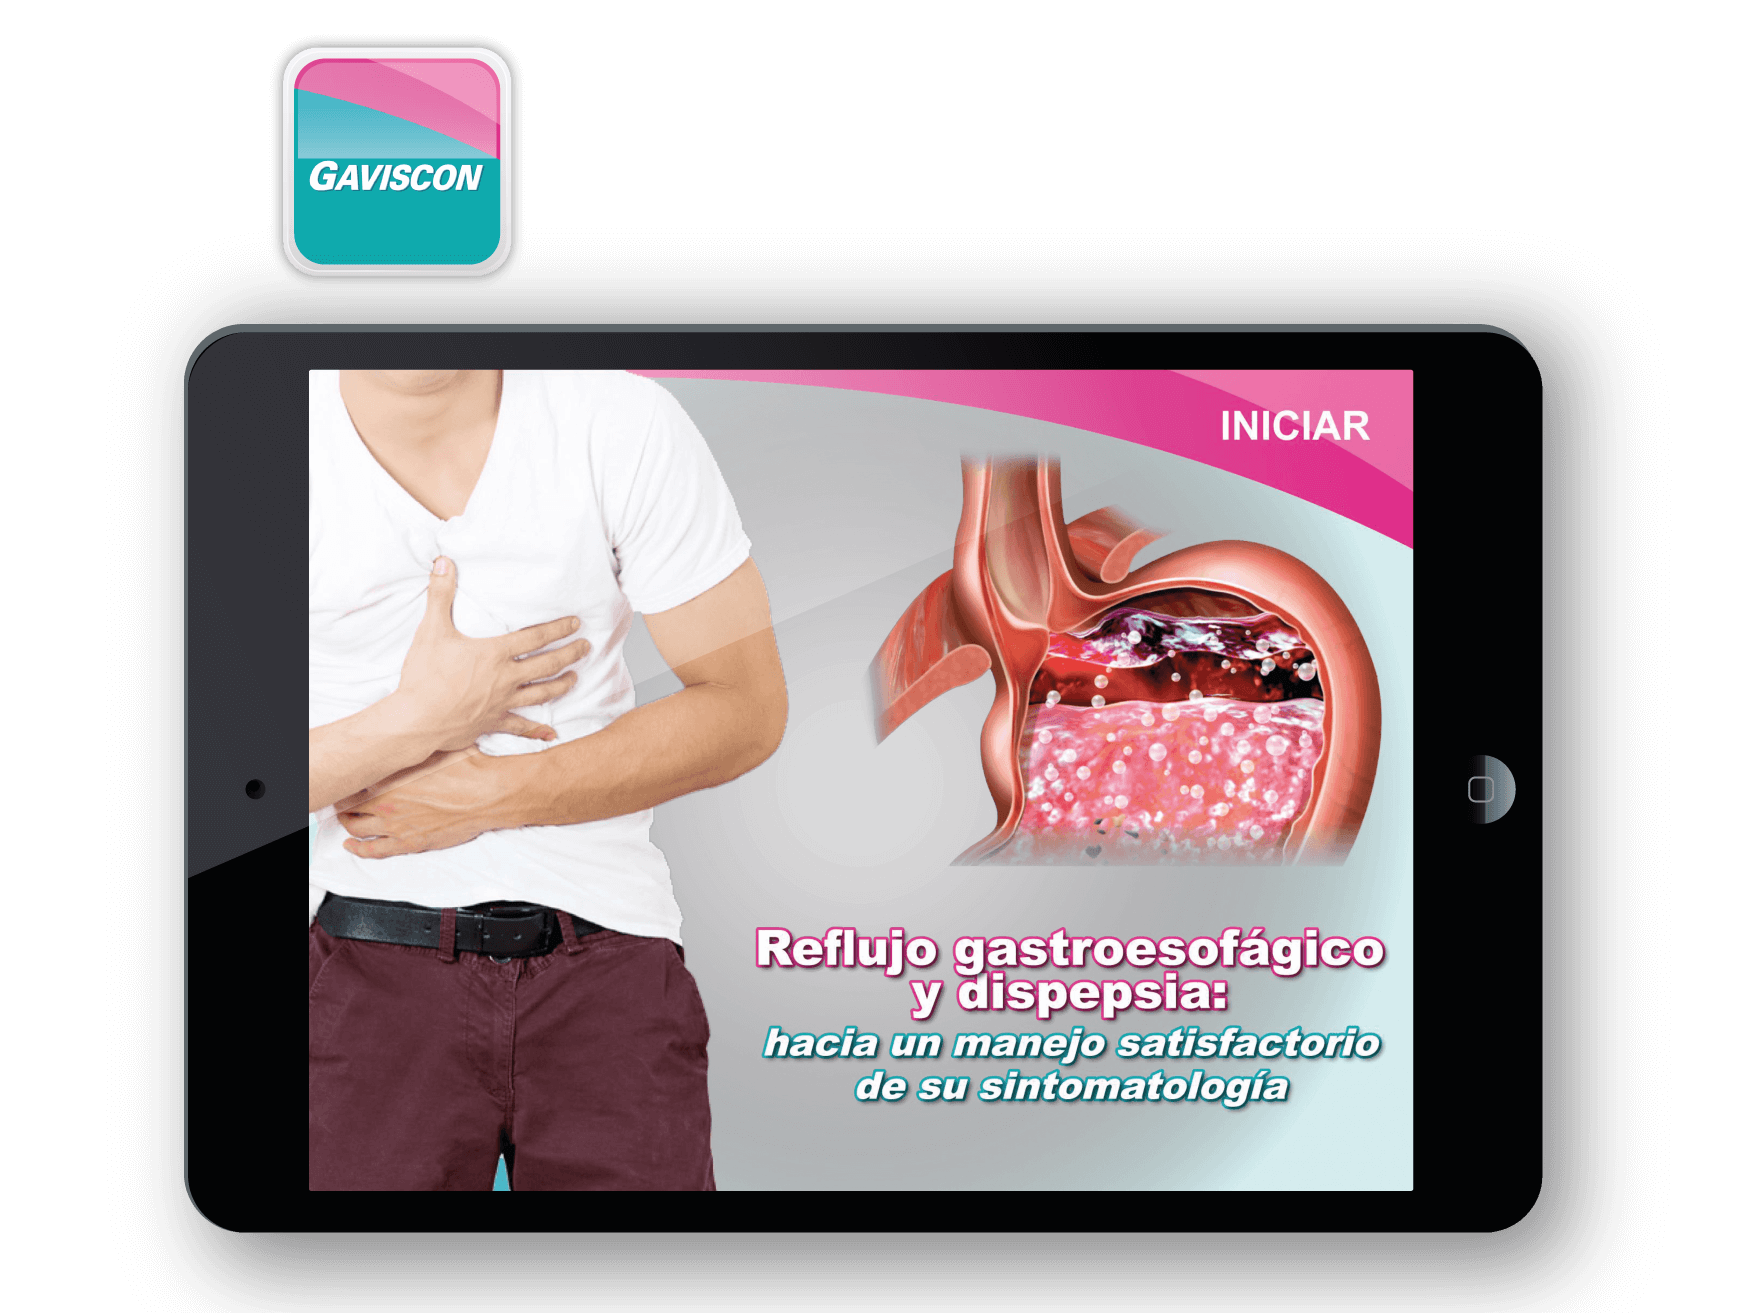 GAVISCON
INICIAR
Reflujo gastroesofágico
y dispepsia:
hacia un manejo satisfactorio
de su sintomatología